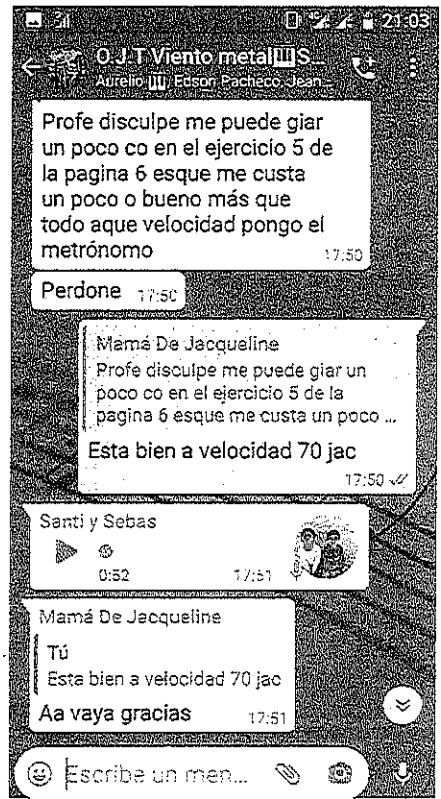 21:03
O.J.T Viento metal S...
Aurelio Edson Pacheco, Jean...
Profe disculpe me puede giar
un poco co en el ejercicio 5 de
la pagina 6 esque me custa
un poco o bueno más que
todo aque velocidad pongo el
metrónomo
17:50
Perdone 17:50
Mamá De Jacqueline
Profe disculpe me puede giar un
poco co en el ejercicio 5 de la
pagina 6 esque me custa un poco ...
Esta bien a velocidad 70 jac
17:50
Santi y Sebas
0:52 17:51
Mamá De Jacqueline
Tú
Esta bien a velocidad 70 jac
Aa vaya gracias 17:51
Escribe un men...